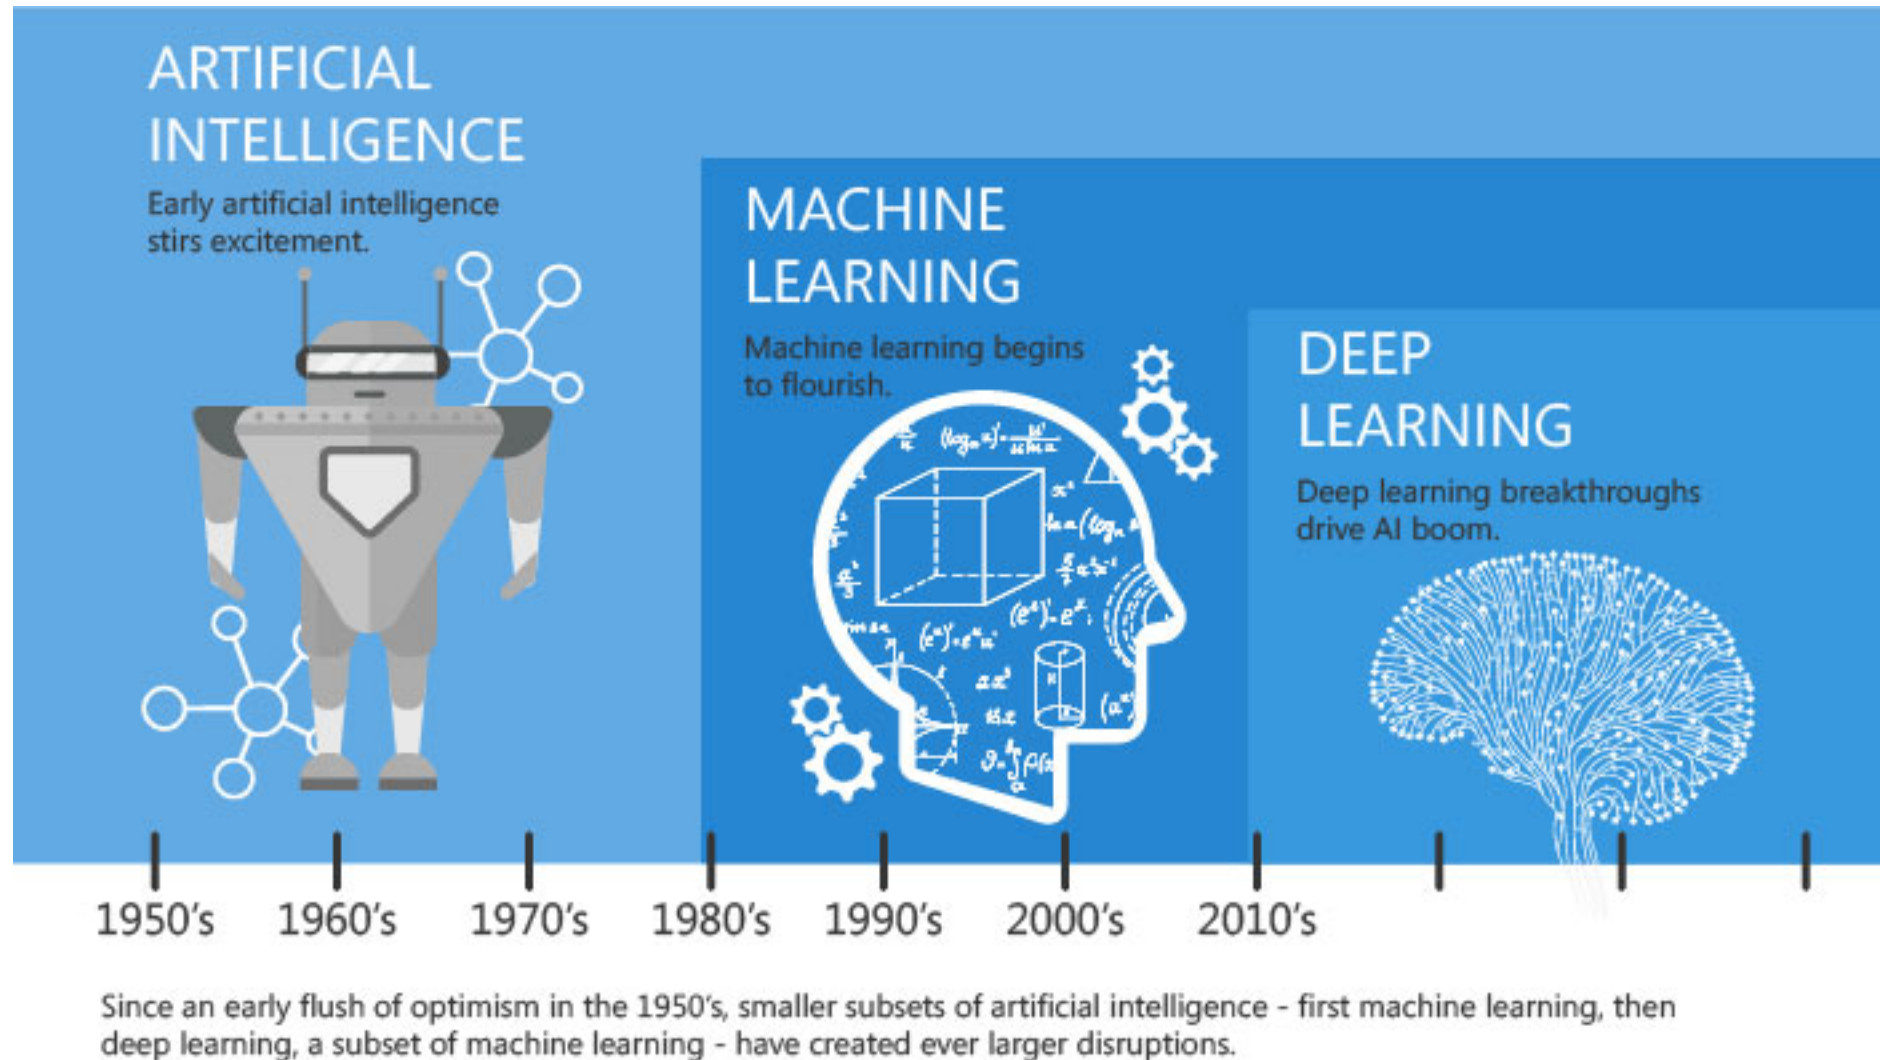 ARTIFICIAL
INTELLIGENCE
Early artificial intelligence
stirs excitement.
MACHINE
LEARNING
Machine learning begins
to flourish.
DEEP
LEARNING
Deep learning breakthroughs
drive AI boom.
1950's 1960's 1970's 1980's 1990's 2000's 2010's
Since an early flush of optimism in the 1950's, smaller subsets of artificial intelligence - first machine learning, then
deep learning, a subset of machine learning - have created ever larger disruptions.